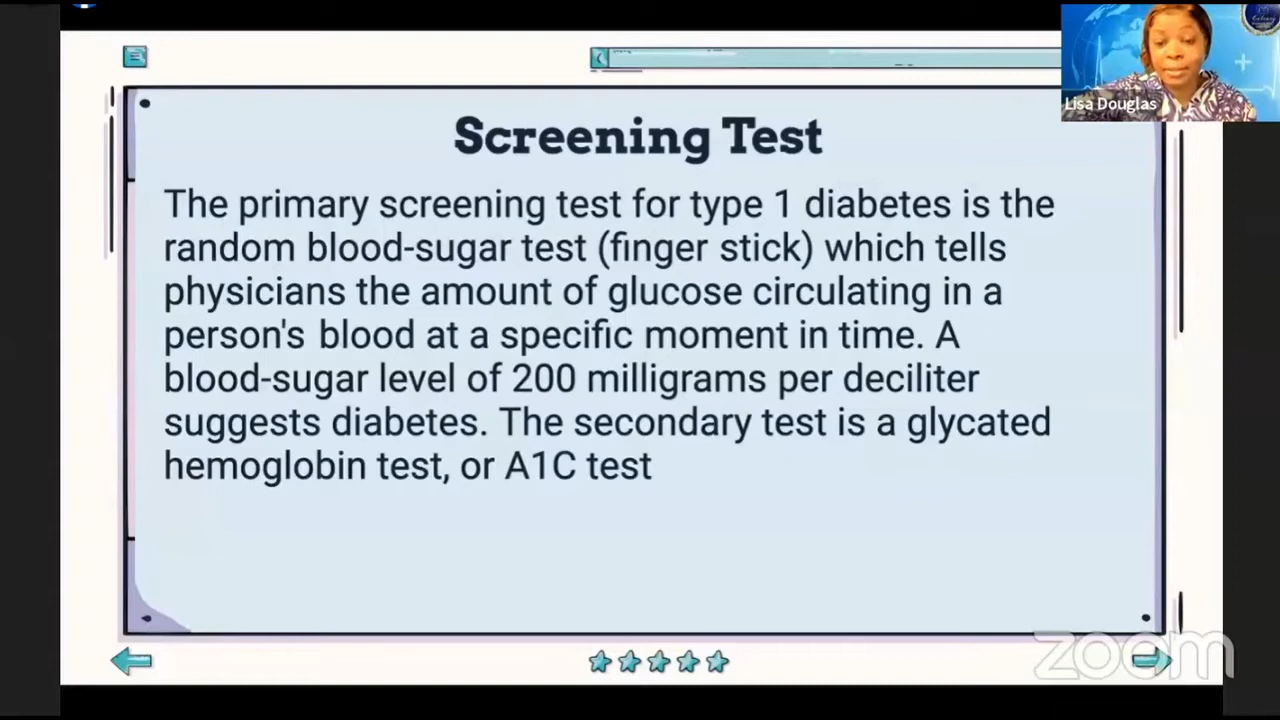 Lisa Douglas
Screening Test
The primary screening test for type 1 diabetes is the
random blood-sugar test (finger stick) which tells
physicians the amount of glucose circulating in a
person's blood at a specific moment in time. A
blood-sugar level of 200 milligrams per deciliter
suggests diabetes. The secondary test is a glycated
hemoglobin test, or A1C test
zoom